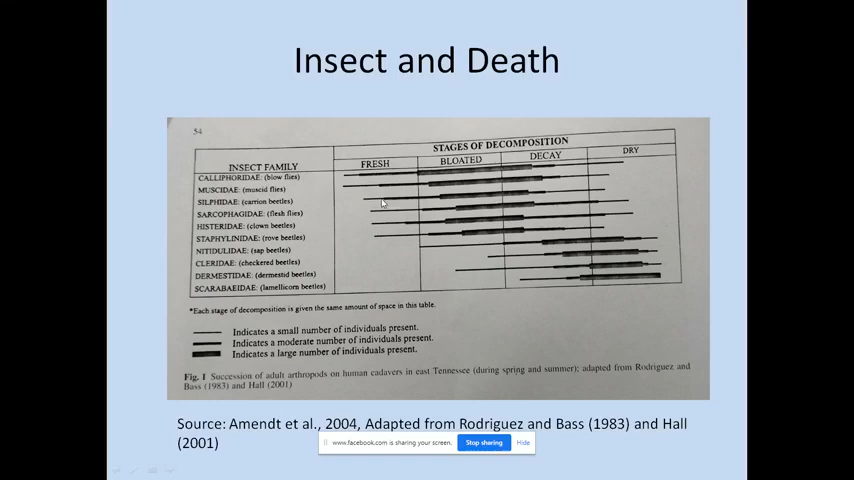 Insect and Death
54
STAGES OF DECOMPOSITION
INSECT FAMILY
FRESH
BLOATED
DECAY
DRY
CALLIPHORIDAE: (blow flies)
MUSCIDAE: (muscid flies)
SILPHIDAE: (carrion beetles)
SARCOPHAGIDAE: (flesh flies)
HISTERIDAE: (clown beetles)
STAPHYLINIDAE: (rove beetles)
NITIDULIDAE: (sap beetles)
CLERIDAE: (checkered beetles)
DERMESTIDAE: (dermestid beetles)
SCARABAEIDAE: (lamellicorn beetles)
*Each stage of decomposition is given the same amount of space in this table.
Indicates a small number of individuals present.
Indicates a moderate number of individuals present.
Indicates a large number of individuals present.
Fig. 1 Succession of adult arthropods on human cadavers in east Tennessee (during spring and summer); adapted from Rodriguez and
Bass (1983) and Hall (2001)
Source: Amendt et al., 2004, Adapted from Rodriguez and Bass (1983) and Hall
(2001)
www.facebook.com is sharing your screen.
Stop sharing
Hide